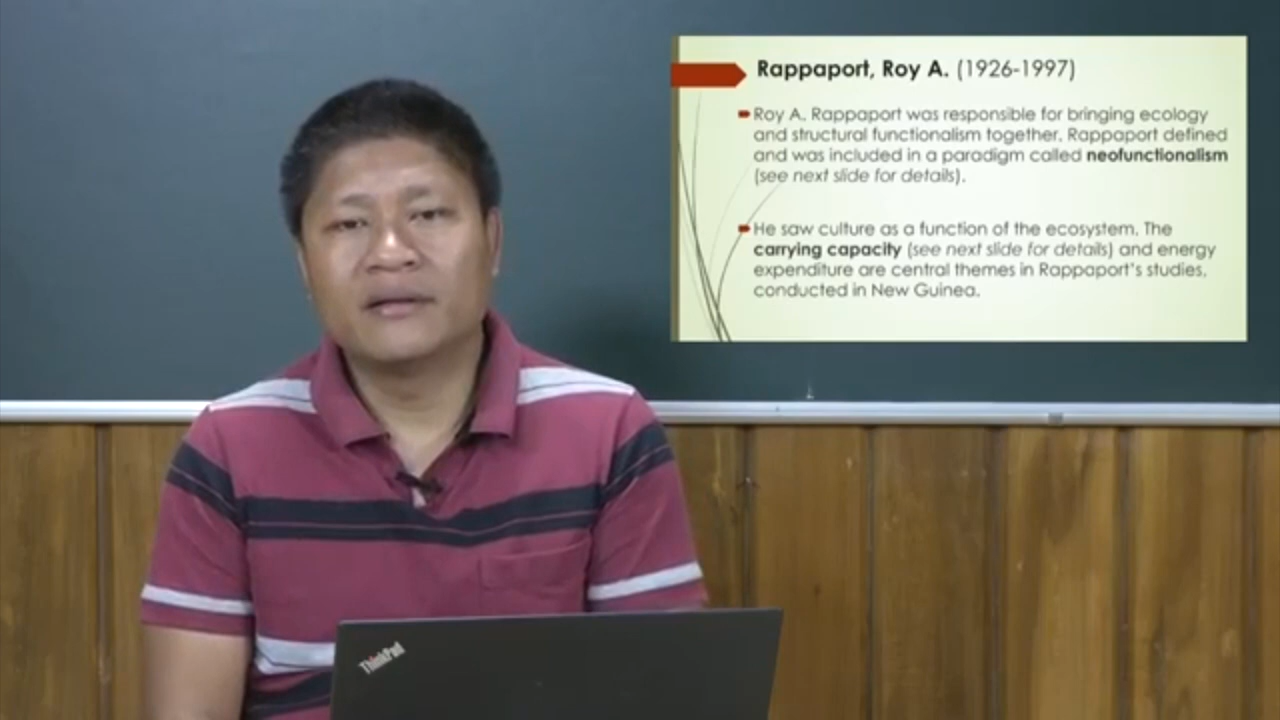 Rappaport, Roy A. (1926-1997)
Roy A. Rappaport was responsible for bringing ecology
and structural functionalism together. Rappaport defined
and was included in a paradigm called neofunctionalism
(see next slide for details).
He saw culture as a function of the ecosystem. The
carrying capacity (see next slide for details) and energy
expenditure are central themes in Rappaport's studies,
conducted in New Guinea.
ThinkPad